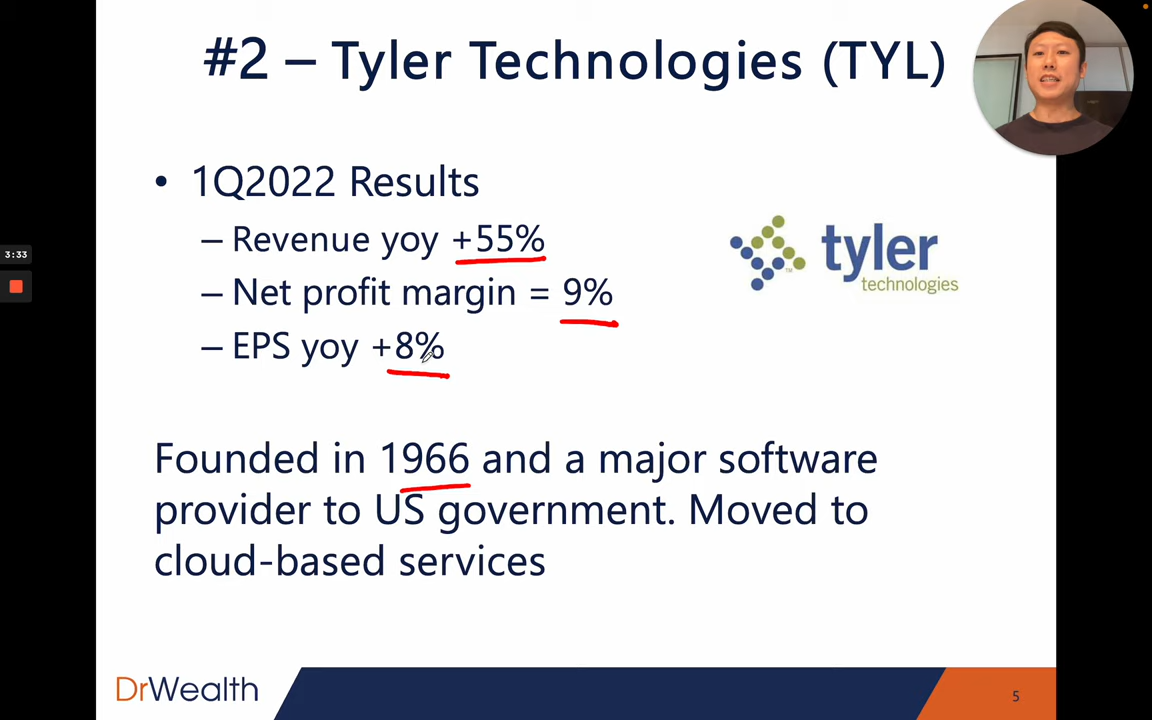 #2 – Tyler Technologies (TYL)
• 1Q2022 Results
– Revenue yoy +55%
– Net profit margin = 9%
– EPS yoy +8%
tyler
technologies
™
3:33
Founded in 1966 and a major software
provider to US government. Moved to
cloud-based services
DrWealth
5